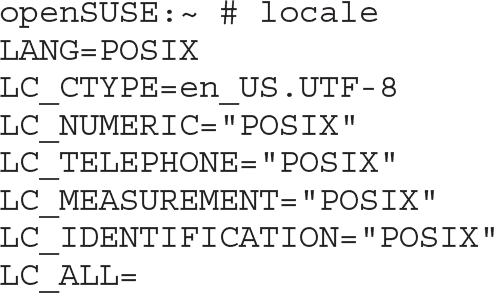 openSUSE:~ # locale
LANG=POSIX
LC_CTYPE=en_US.UTF-8
LC_NUMERIC="POSIX"
LC_TELEPHONE="POSIX"
LC_MEASUREMENT="POSIX"
LC_IDENTIFICATION="POSIX"
LC_ALL=